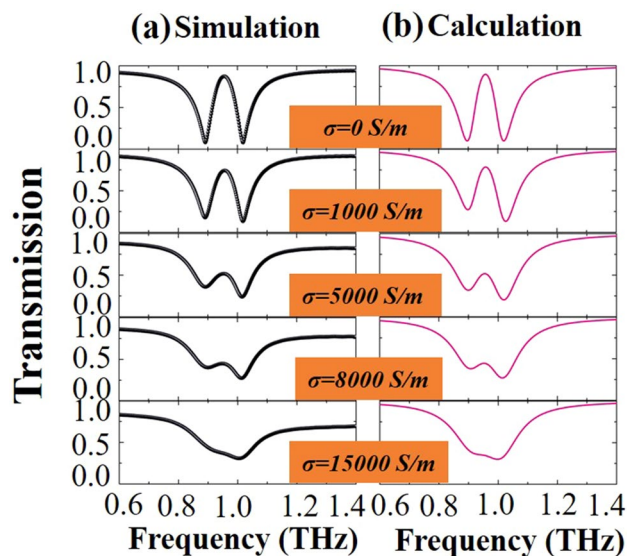 (a) Simulation (b) Calculation
Transmission
1.0
0.5
0.0
σ=0 S/m
1.0
0.5
0.0
σ=1000 S/m
1.0
0.5
0.0
σ=5000 S/m
1.0
0.5
0.0
σ=8000 S/m
1.0
0.5
0.0
σ=15000 S/m
0.6 0.8 1.0 1.2 1.4 0.8 1.0 1.2 1.4
Frequency (THz) Frequency (THz)